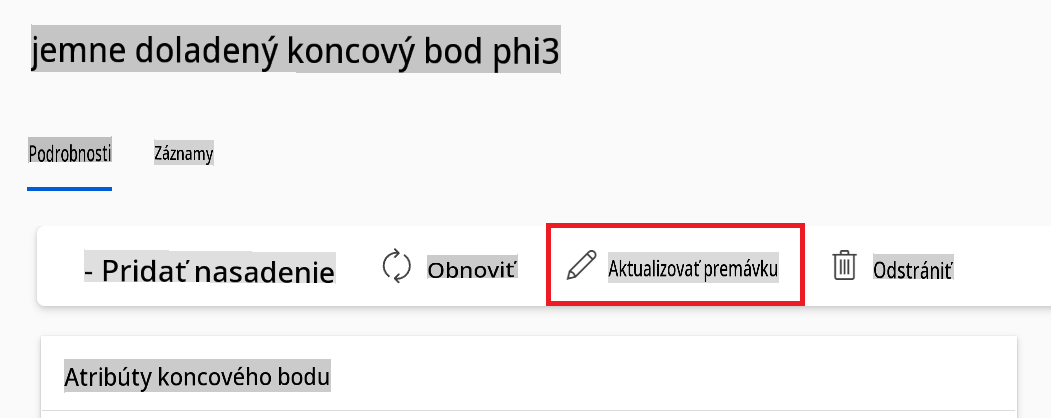 jemne doladený koncový bod phi3
Podrobnosti Záznamy
- Pridať nasadenie Obnoviť Aktualizovať premávku Odstrániť
Atribúty koncového bodu